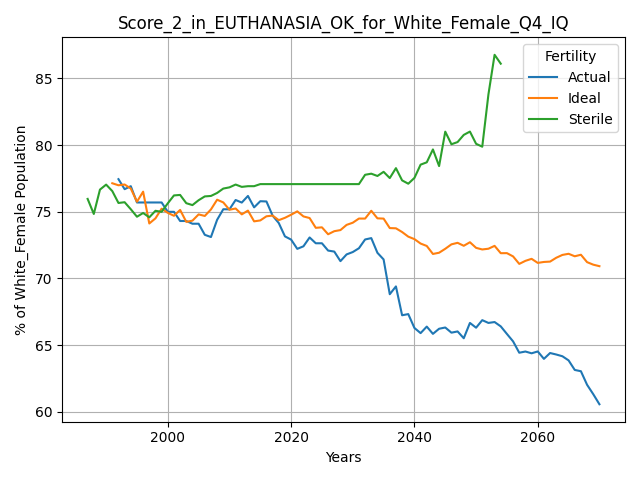 Score_2_in_EUTHANASIA_OK_for_White_Female_Q4_IQ
Fertility
Actual
Ideal
Sterile
% of White_Female Population
85
80
75
70
65
60
2000
2020
2040
2060
Years